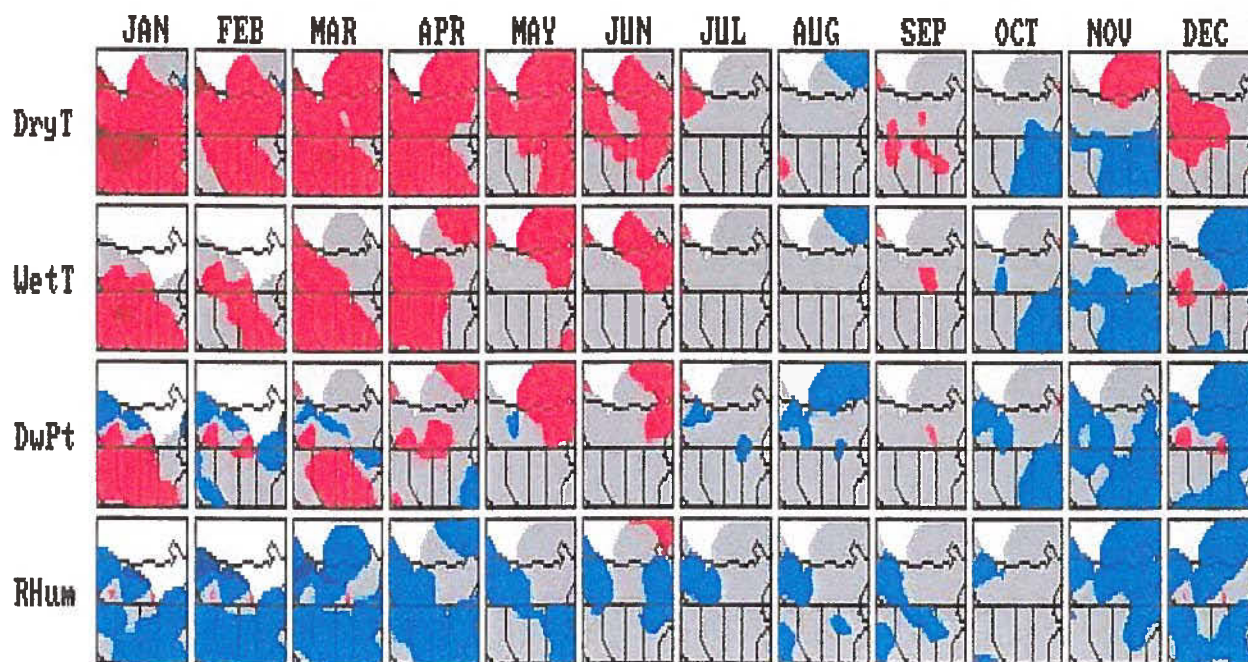 JAN FEB MAR APR MAY JUN JUL AUG SEP OCT NOV DEC
DryT
WetT
DwPt
RHum